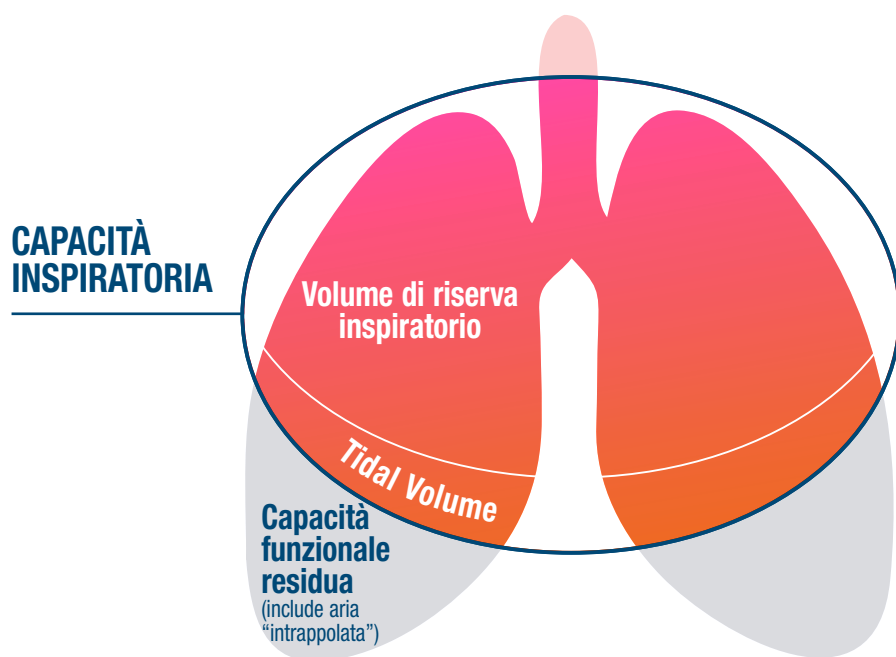 CAPACITÀ
INSPIRATORIA
Volume di riserva
inspiratorio
Tidal Volume
Capacità
funzionale
residua
(include aria
“intrappolata”)